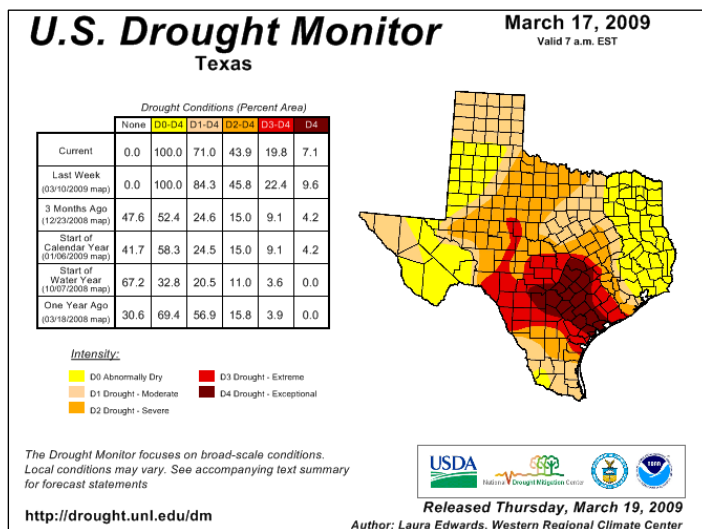 U.S. Drought Monitor
Texas
March 17, 2009
Valid 7 a.m. EST
Drought Conditions (Percent Area)
None D0-D4 D1-D4 D2-D4 D3-D4 D4
Current 0.0 100.0 71.0 43.9 19.8 7.1
Last Week
(03/10/2009 map) 0.0 100.0 84.3 45.8 22.4 9.6
3 Months Ago
(12/23/2008 map) 47.6 52.4 24.6 15.0 9.1 4.2
Start of
Calendar Year
(01/06/2009 map) 41.7 58.3 24.5 15.0 9.1 4.2
Start of
Water Year
(10/07/2008 map) 67.2 32.8 20.5 11.0 3.6 0.0
One Year Ago
(03/18/2008 map) 30.6 69.4 56.9 15.8 3.9 0.0
Intensity:
D0 Abnormally Dry
D1 Drought - Moderate
D2 Drought - Severe
D3 Drought - Extreme
D4 Drought - Exceptional
The Drought Monitor focuses on broad-scale conditions.
Local conditions may vary. See accompanying text summary
for forecast statements
http://drought.unl.edu/dm
USDA
National Drought Mitigation Center
Released Thursday, March 19, 2009
Author: Laura Edwards, Western Regional Climate Center